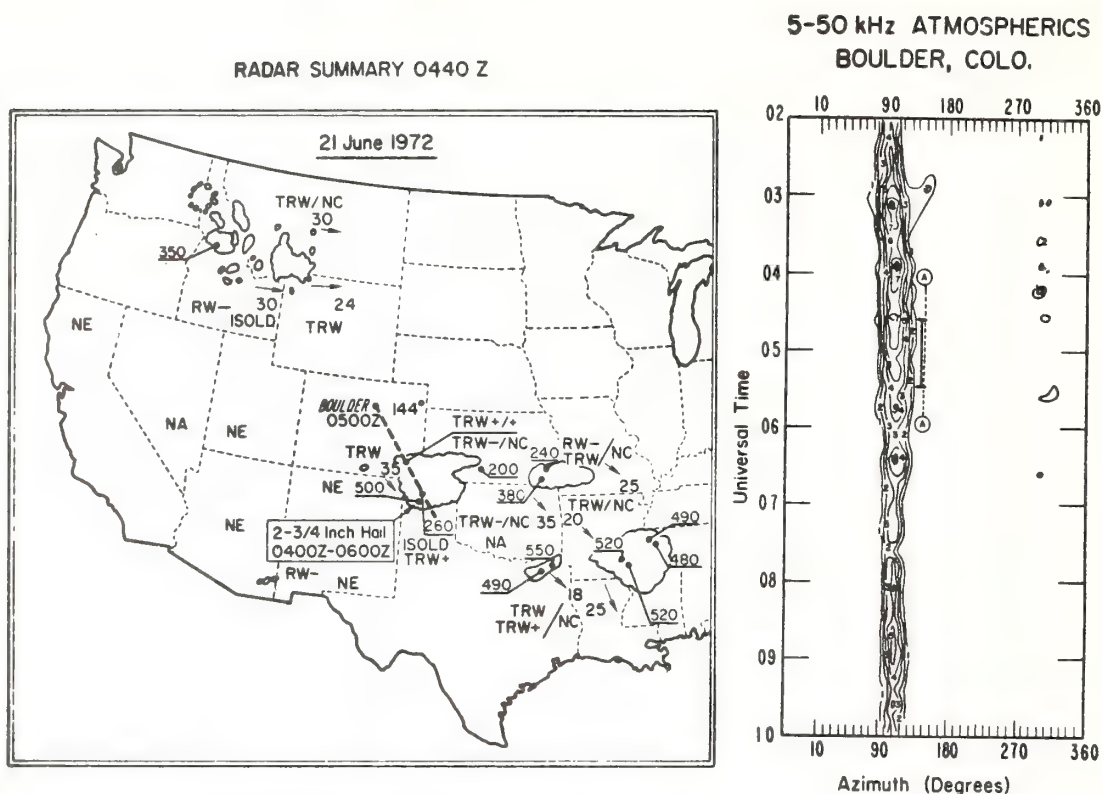 5-50 kHz ATMOSPHERICS
BOULDER, COLO.
RADAR SUMMARY 0440 Z
21 June 1972
TRW/NC
30
350
RW- 30
ISOLD
24
TRW
NE
NA
NE
BOULDER 144°
0500Z
TRW+/+
TRW-/NC
TRW
35
NE
500
200
240
RW-
TRW/NC
380
25
NE
2-3/4 Inch Hail
0400Z-0600Z
260
ISOLD
TRW+
TRW-/NC 35
NA
20
TRW/NC
490
520
480
550
490
RW-
NE
18
25
520
TRW
TRW+/NC
10 90 180 270 360
02
03
04
05
06
07
08
09
10
A
A
Universal Time
10 90 180 270 360
Azimuth (Degrees)